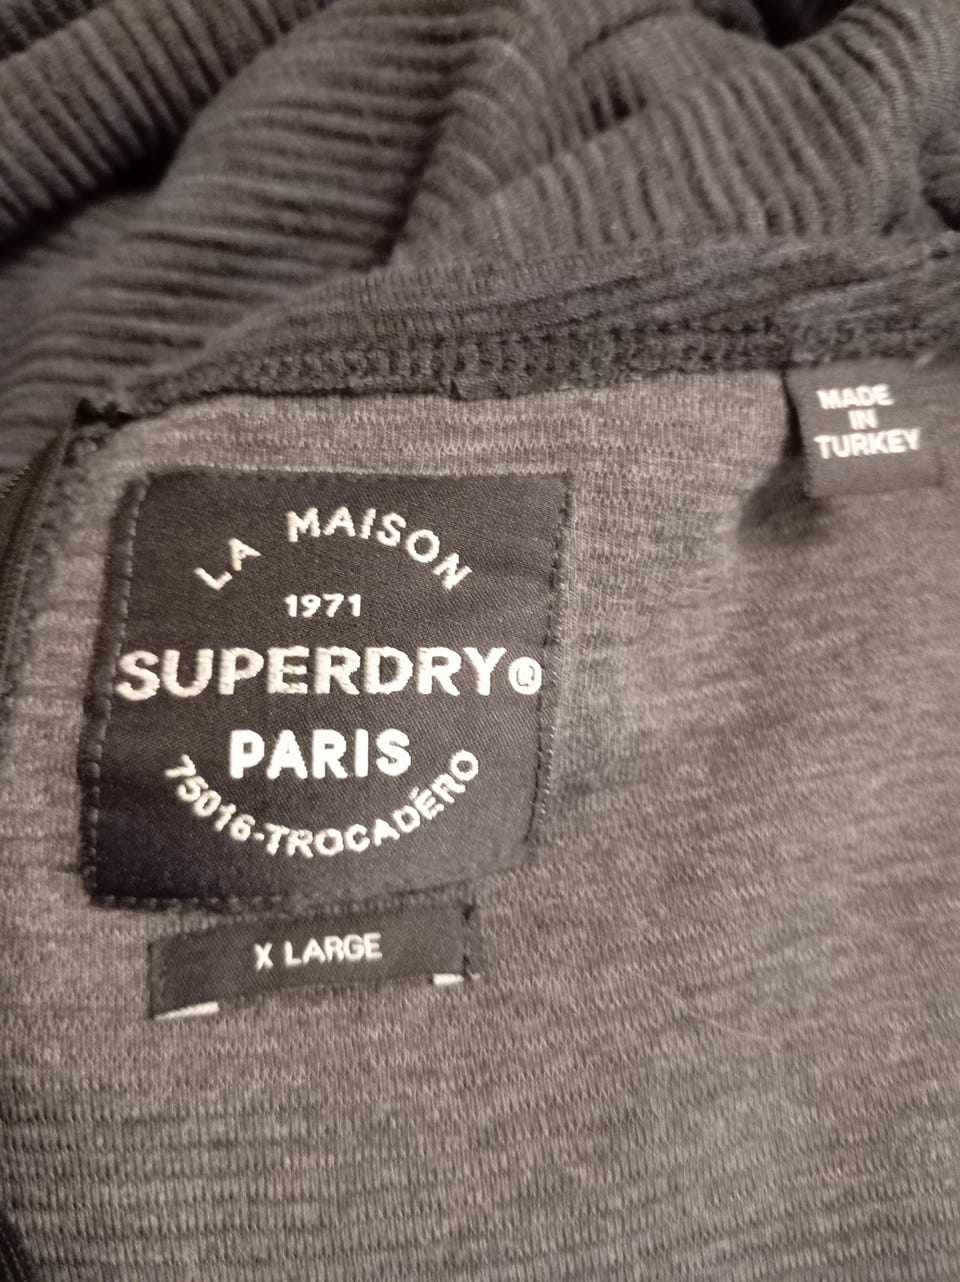 LA MAISON
1971
SUPERDRY®
PARIS
75016-TROCADÉRO
X LARGE
MADE
IN
TURKEY